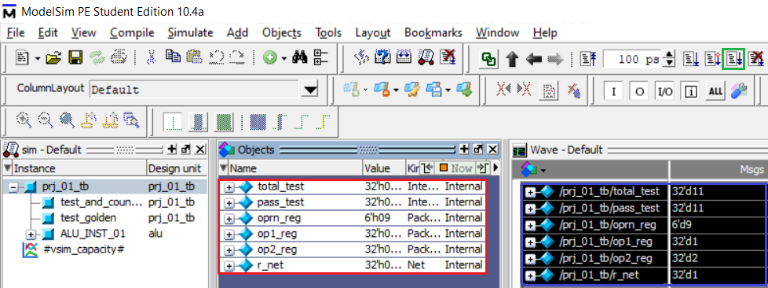 ModelSim PE Student Edition 10.4a
File Edit View Compile Simulate Add Objects Tools Layout Bookmarks Window Help
100 ps
ColumnLayout Default
I O I/O i ALL
sim - Default
Instance Design unit
prj_01_tb prj_01_tb
test_and_coun... prj_01_tb
test_golden prj_01_tb
ALU_INST_01 alu
#vsim_capacity#
Objects
Name Value Kir Now
total_test 32'h0... Inte... Internal
pass_test 32'h0... Inte... Internal
oprn_reg 6'h09 Pack... Internal
op1_reg 32'h0... Pack... Internal
op2_reg 32'h0... Pack... Internal
r_net 32'h0... Net Internal
Wave - Default
Msgs
/prj_01_tb/total_test 32'd11
/prj_01_tb/pass_test 32'd11
/prj_01_tb/oprn_reg 6'd9
/prj_01_tb/op1_reg 32'd1
/prj_01_tb/op2_reg 32'd2
/prj_01_tb/r_net 32'd1